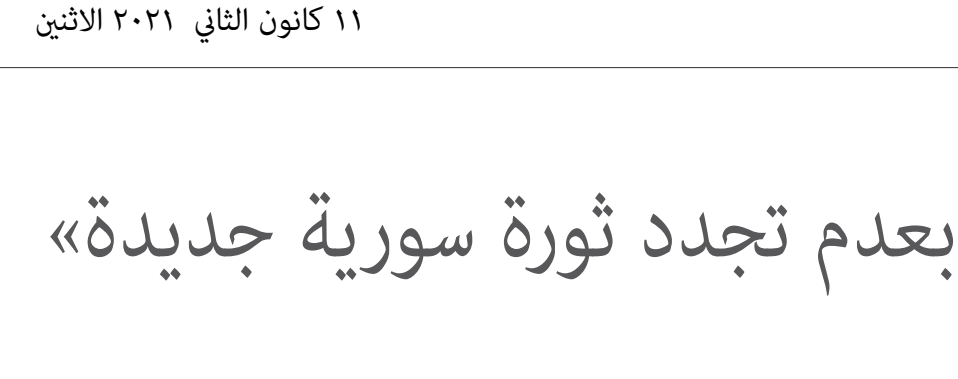 ١١ كانون الثاني ٢٠٢١ الاثنين
بعدم تجدد ثورة سورية جديدة»